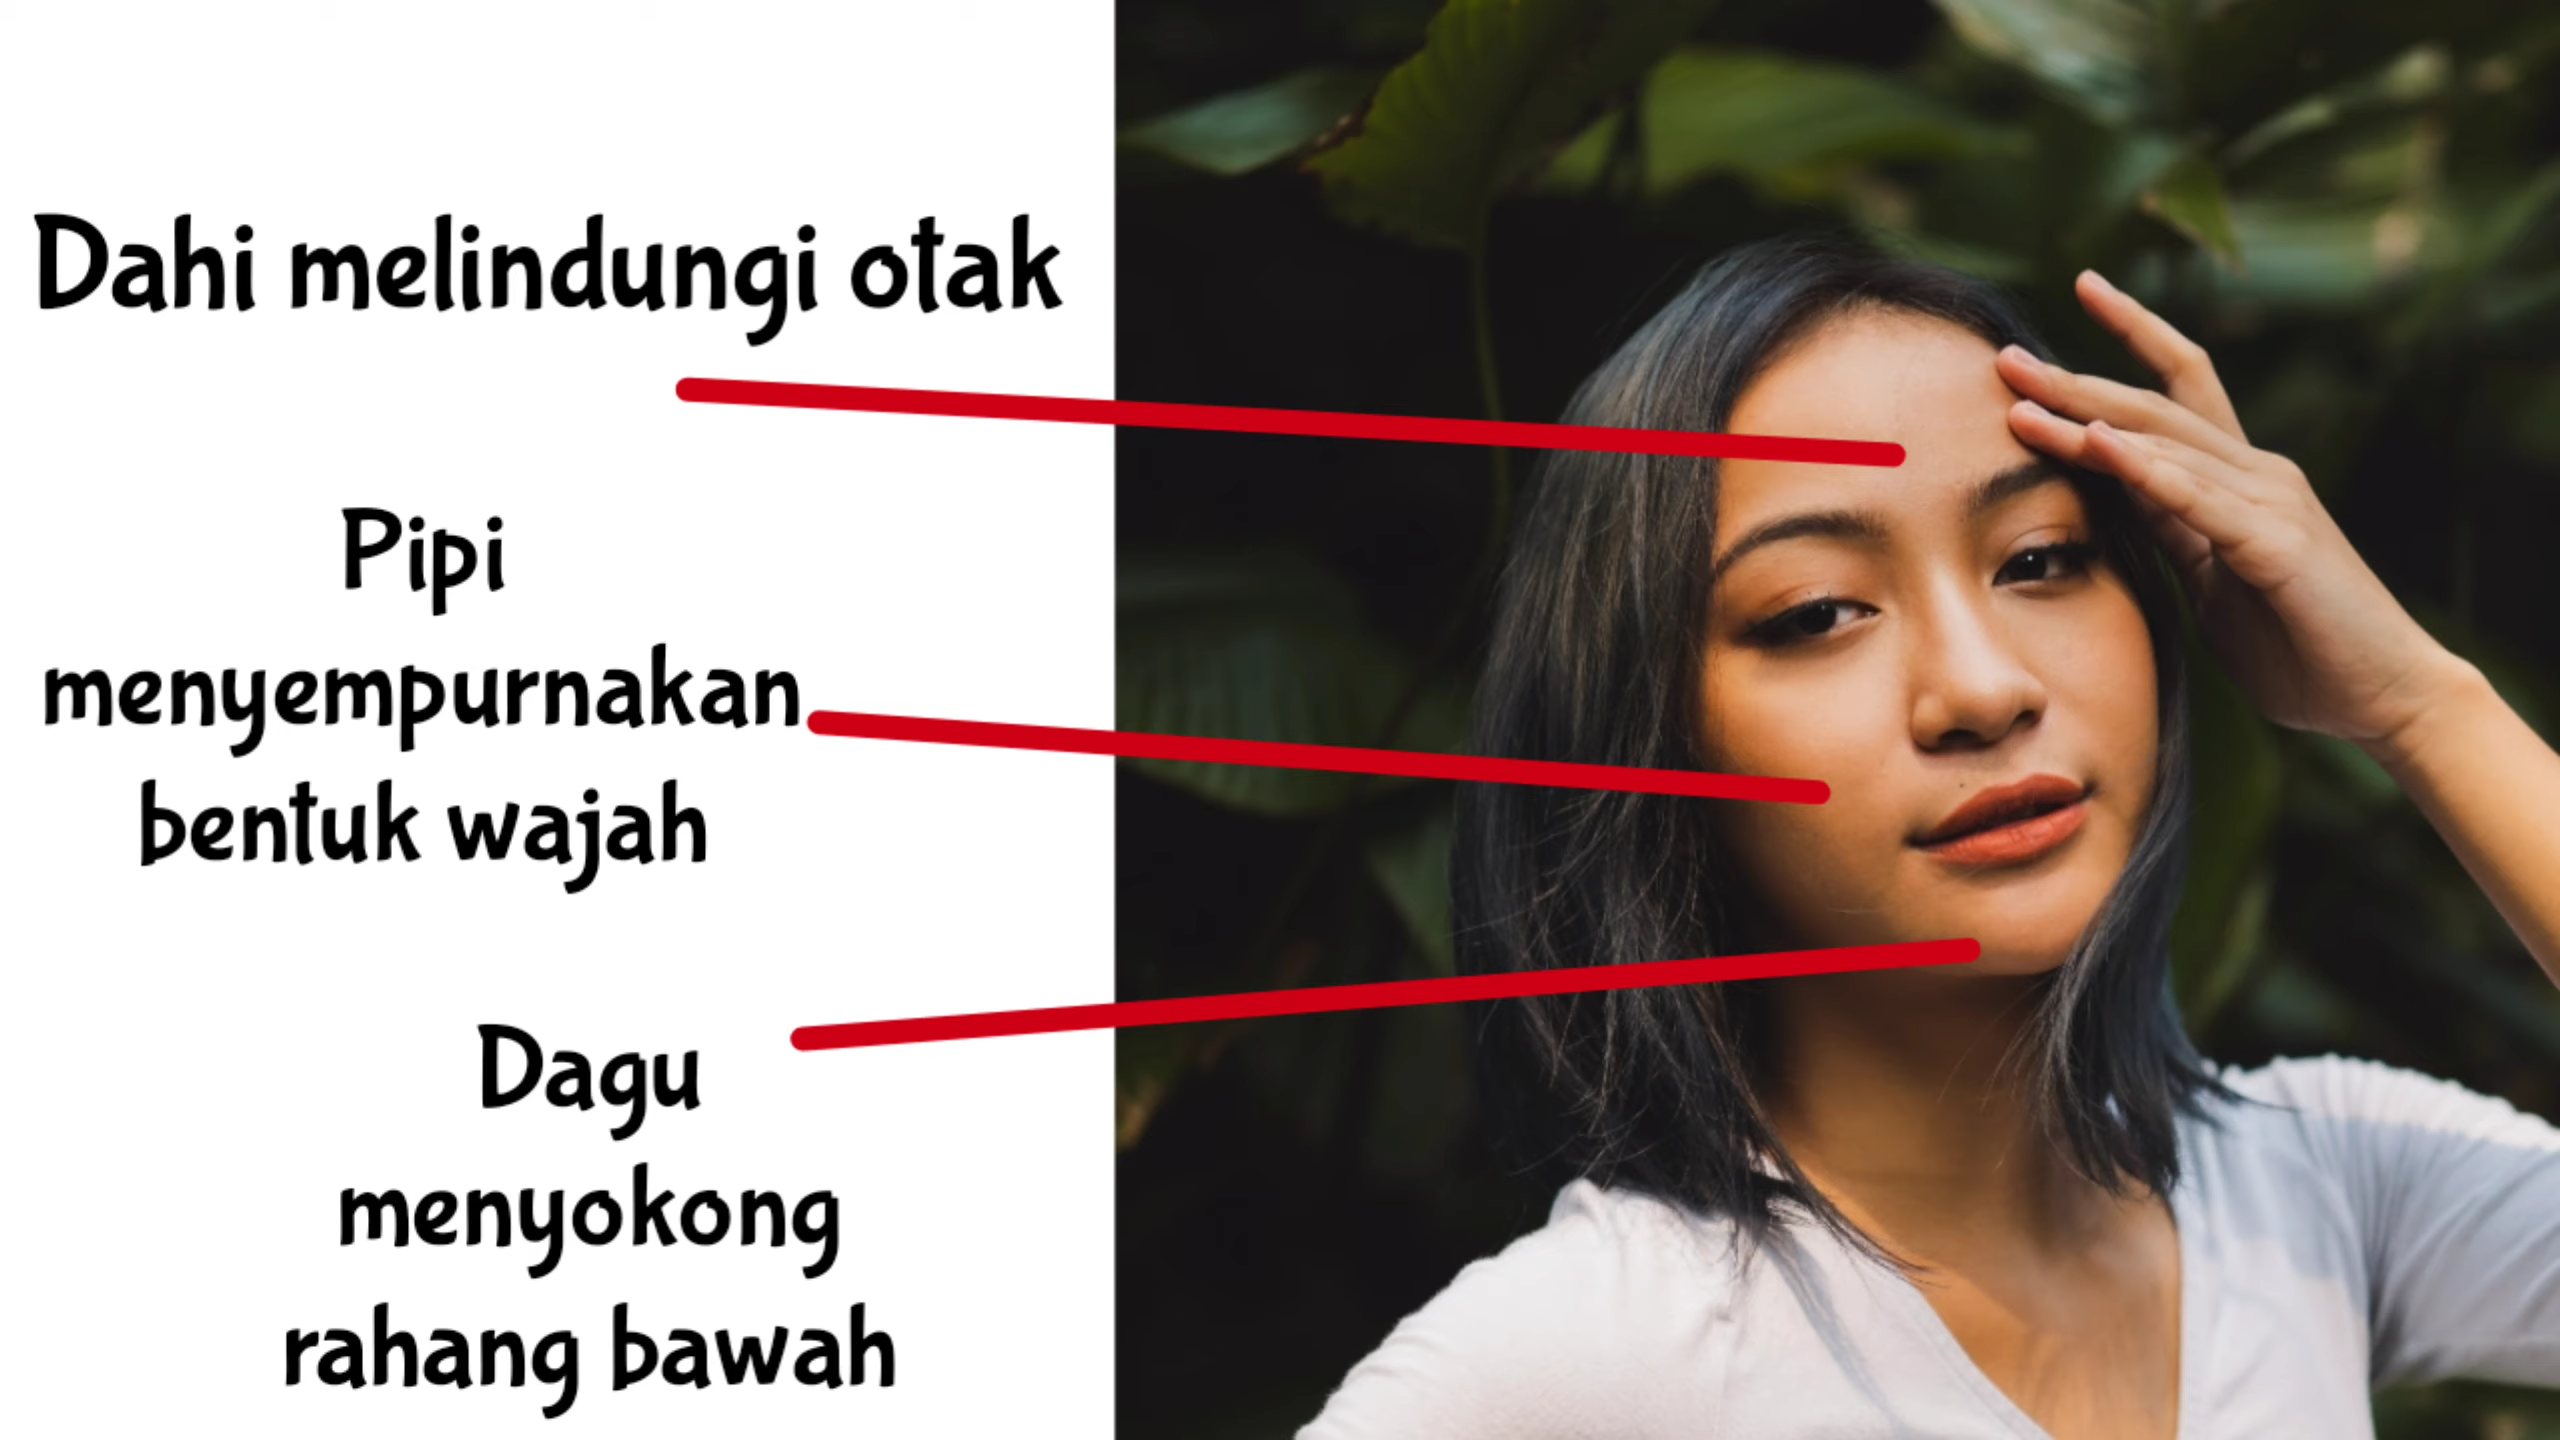 Dahi melindungi otak
Pipi
menyempurnakan
bentuk wajah
Dagu
menyokong
rahang bawah